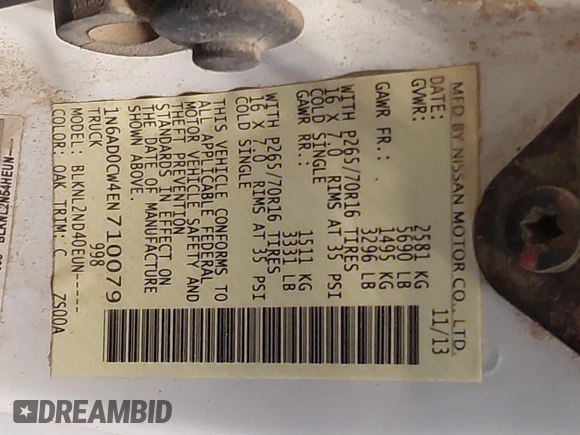 MFD BY NISSAN MOTOR CO., LTD.
DATE: 11/13
GVWR: 2581 KG
5690 LB
GAWR FR.: 1495 KG
3296 LB
WITH P265/70R16 TIRES
16 X 7.0 RIMS AT 35 PSI
COLD SINGLE
GAWR RR.: 1511 KG
3331 LB
WITH P265/70R16 TIRES
16 X 7.0 RIMS AT 35 PSI
COLD SINGLE
THIS VEHICLE CONFORMS TO
ALL APPLICABLE FEDERAL
MOTOR VEHICLE SAFETY AND
THEFT PREVENTION
STANDARDS IN EFFECT ON
THE DATE OF MANUFACTURE
SHOWN ABOVE.
1N6AD0CW4EN710079
TRUCK 998
MODEL: BLKNL2ND40EUN-----
COLOR: QAK TRIM: C ZS00A
DREAMBID